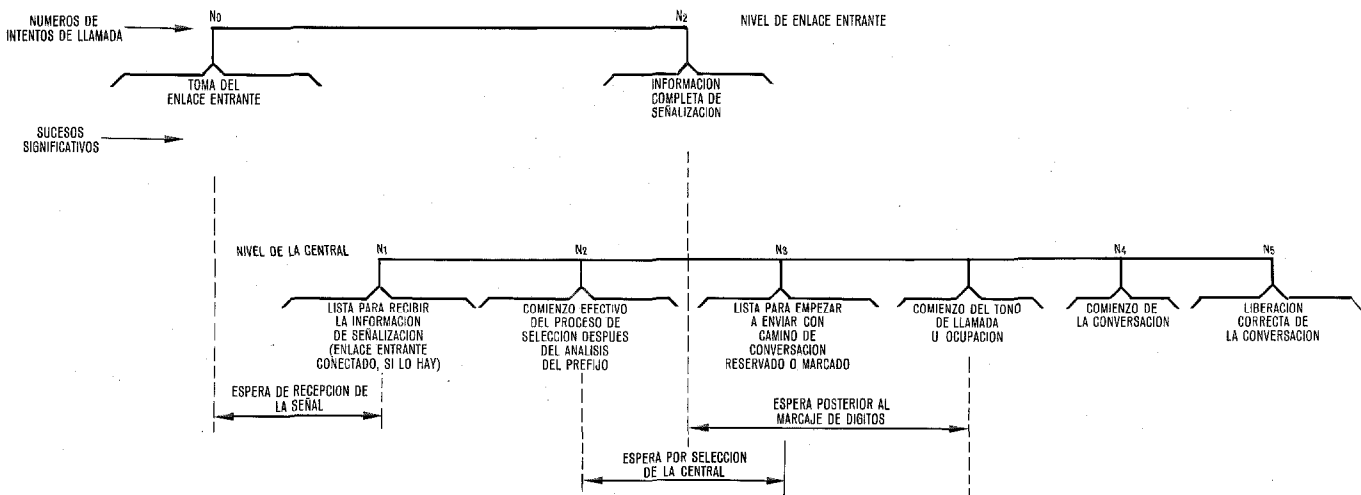 NUMEROS DE
INTENTOS DE LLAMADA
N0
N2
NIVEL DE ENLACE ENTRANTE
TOMA DEL
ENLACE ENTRANTE
INFORMACION
COMPLETA DE
SEÑALIZACION
SUCESOS
SIGNIFICATIVOS
NIVEL DE LA CENTRAL
N1
N2
N3
N4
N5
LISTA PARA RECIBIR
LA INFORMACION
DE SEÑALIZACION
(ENLACE ENTRANTE
CONECTADO, SI LO HAY)
COMIENZO EFECTIVO
DEL PROCESO DE
SELECCION DESPUES
DEL ANALISIS
DEL PREFIJO
LISTA PARA EMPEZAR
A ENVIAR CON
CAMINO DE
CONVERSACION
RESERVADO O MARCADO
COMIENZO DEL TONO
DE LLAMADA
U OCUPACION
COMIENZO DE
LA CONVERSACION
LIBERACION
CORRECTA DE
LA CONVERSACION
ESPERA DE RECEPCION DE
LA SEÑAL
ESPERA POSTERIOR AL
MARCAJE DE DIGITOS
ESPERA POR SELECCION
DE LA CENTRAL